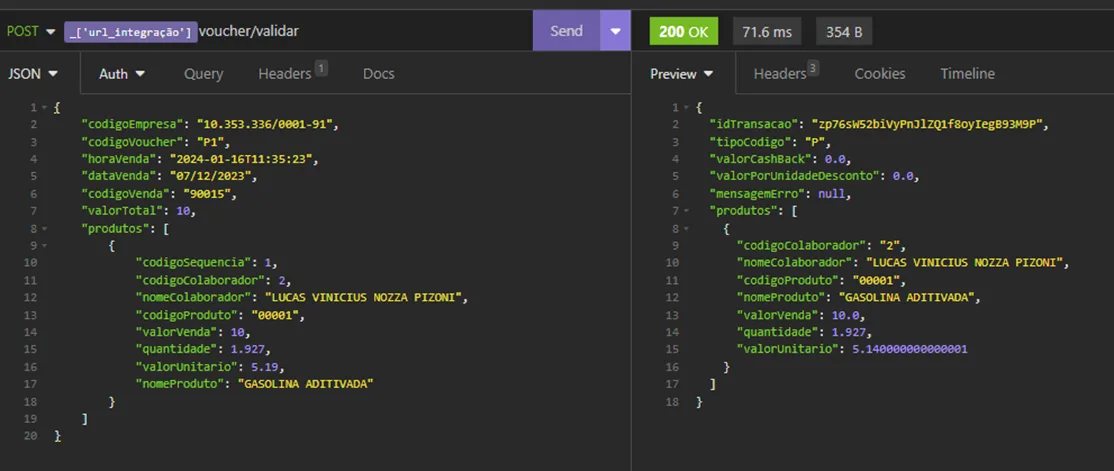 POST _['url_integração'] voucher/validar Send 200 OK 71.6 ms 354 B
JSON Auth Query Headers 1 Docs
1 {
2 "codigoEmpresa": "10.353.336/0001-91",
3 "codigoVoucher": "P1",
4 "horaVenda": "2024-01-16T11:35:23",
5 "dataVenda": "07/12/2023",
6 "codigoVenda": "90015",
7 "valorTotal": 10,
8 "produtos": [
9 {
10 "codigoSequencia": 1,
11 "codigoColaborador": 2,
12 "nomeColaborador": "LUCAS VINICIUS NOZZA PIZONI",
13 "codigoProduto": "00001",
14 "valorVenda": 10,
15 "quantidade": 1.927,
16 "valorUnitario": 5.19,
17 "nomeProduto": "GASOLINA ADITIVADA"
18 }
19 ]
20 }
Preview Headers 3 Cookies Timeline
1 {
2 "idTransacao": "zp76sW52biVyPnJlZQ1f8oyIegB93M9P",
3 "tipoCodigo": "P",
4 "valorCashBack": 0.0,
5 "valorPorUnidadeDesconto": 0.0,
6 "mensagemErro": null,
7 "produtos": [
8 {
9 "codigoColaborador": "2",
10 "nomeColaborador": "LUCAS VINICIUS NOZZA PIZONI",
11 "codigoProduto": "00001",
12 "nomeProduto": "GASOLINA ADITIVADA",
13 "valorVenda": 10.0,
14 "quantidade": 1.927,
15 "valorUnitario": 5.140000000000001
16 }
17 ]
18 }